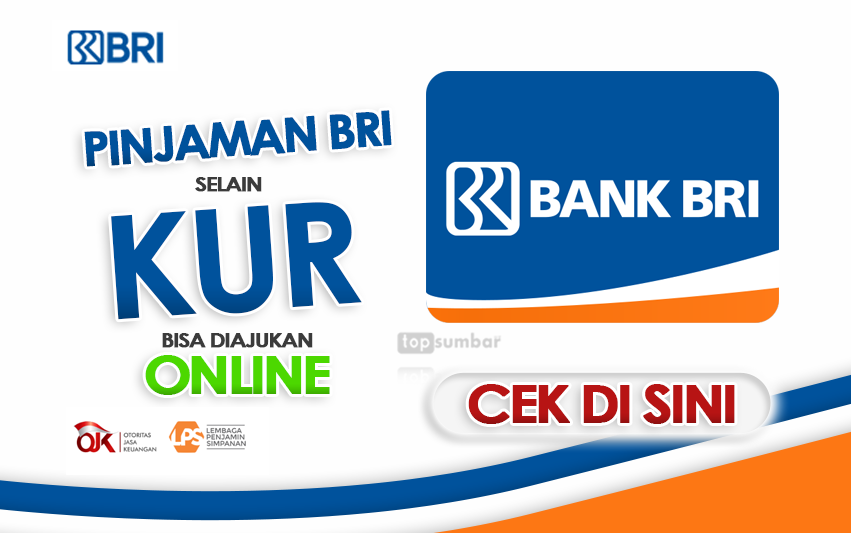 BRI
PINJAMAN BRI
SELAIN
KUR
BISA DIAJUKAN
ONLINE
BANK BRI
topsumbar
CEK DI SINI
OJK OTORITAS
JASA
KEUANGAN
LPS LEMBAGA
PENJAMIN
SIMPANAN